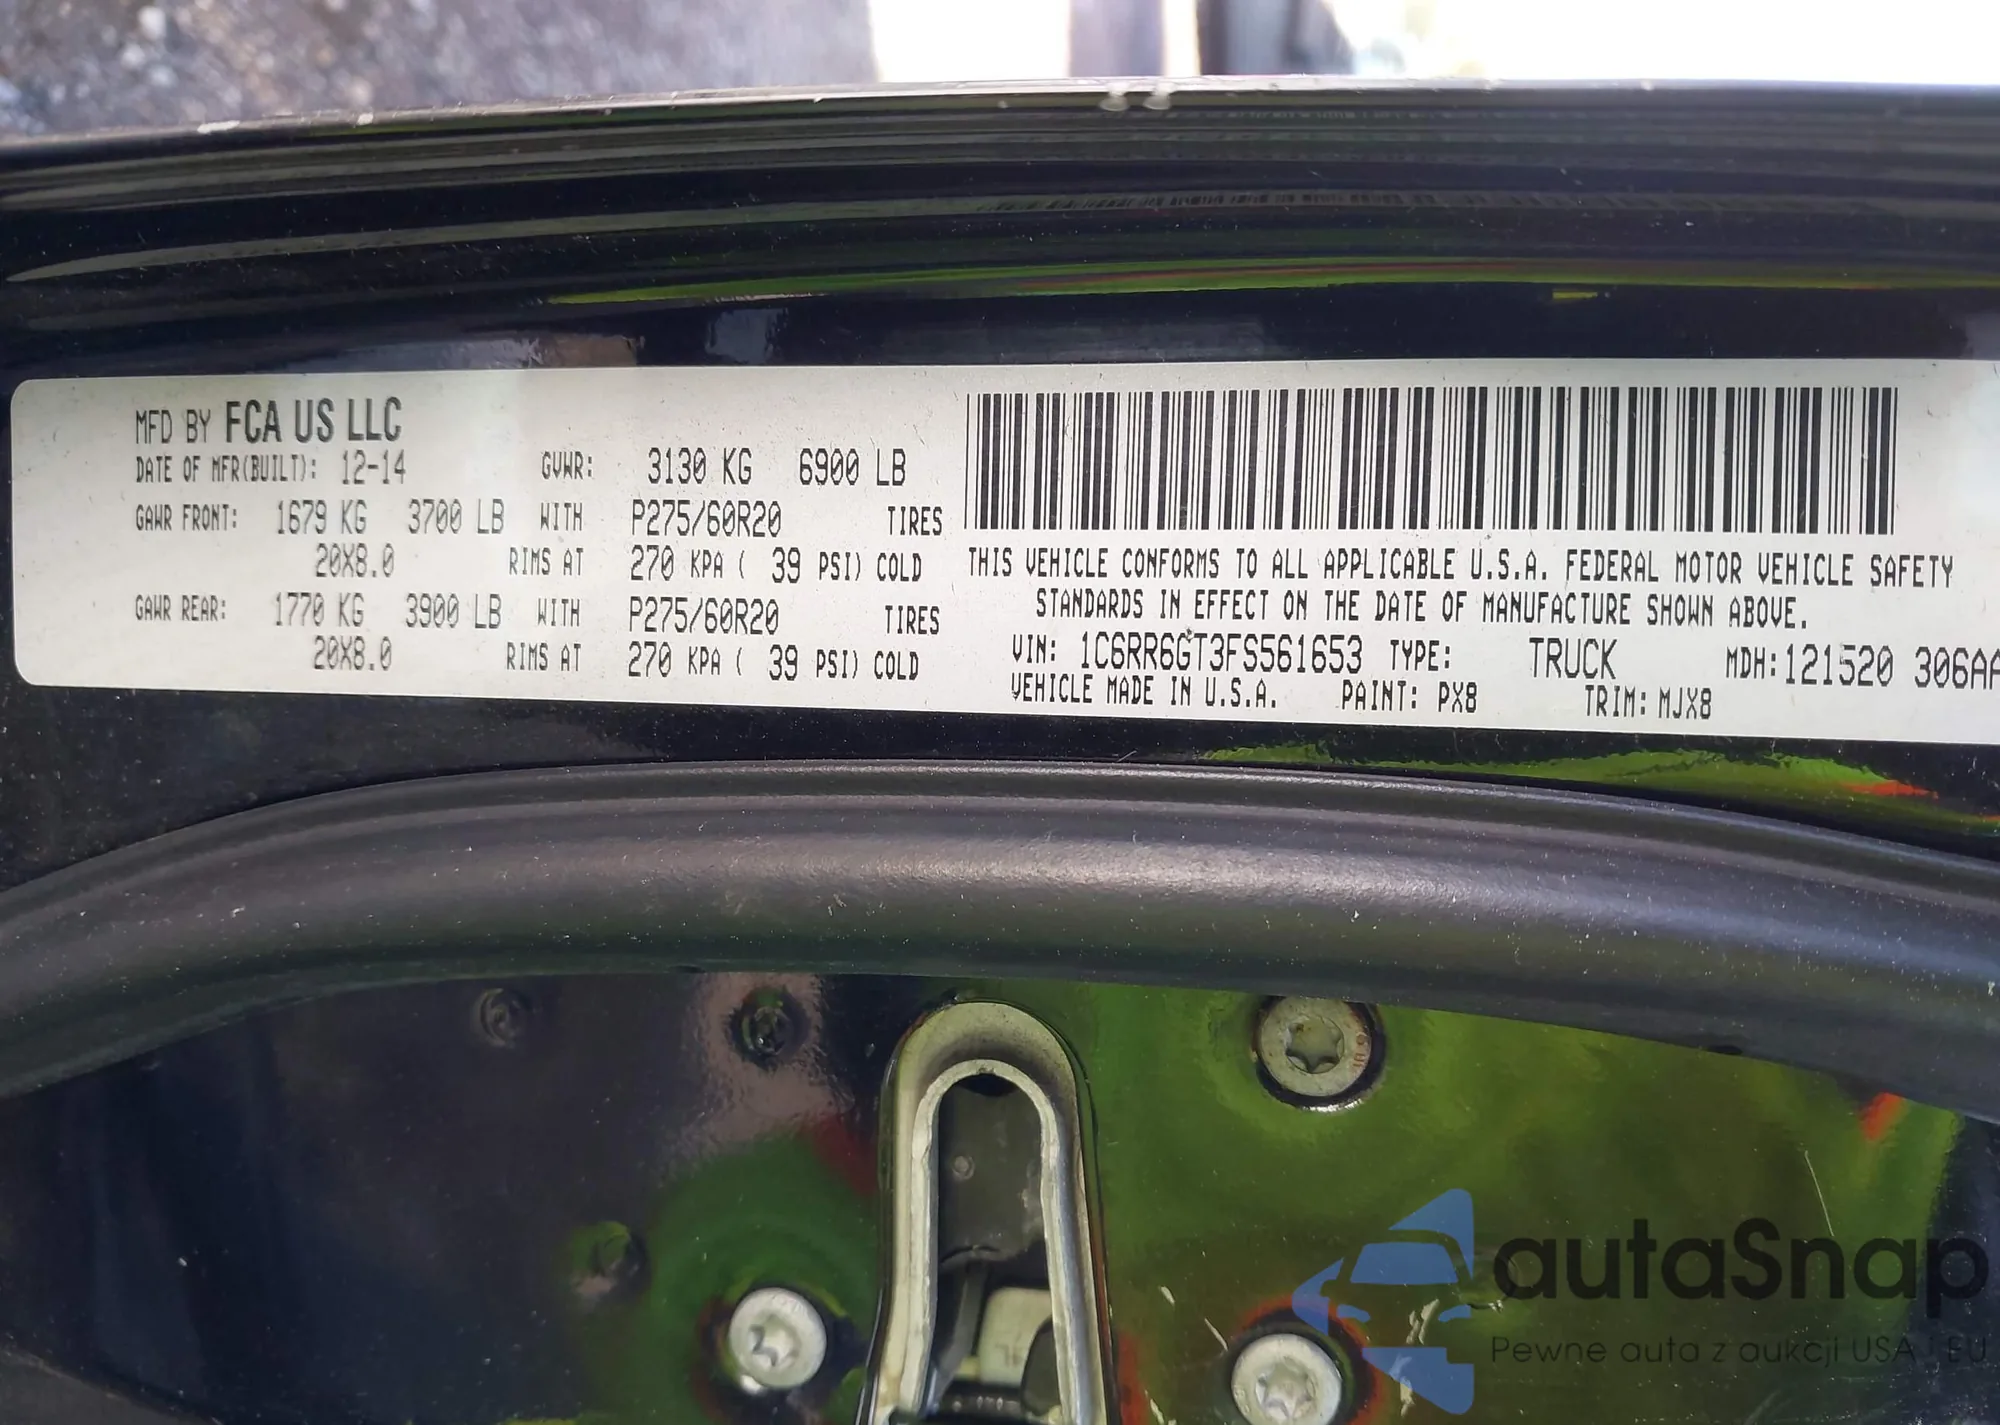 MFD BY FCA US LLC
DATE OF MFR(BUILT): 12-14 GVWR: 3130 KG 6900 LB
GAWR FRONT: 1679 KG 3700 LB WITH P275/60R20 TIRES
20X8.0 RIMS AT 270 KPA ( 39 PSI) COLD
GAWR REAR: 1770 KG 3900 LB WITH P275/60R20 TIRES
20X8.0 RIMS AT 270 KPA ( 39 PSI) COLD
THIS VEHICLE CONFORMS TO ALL APPLICABLE U.S.A. FEDERAL MOTOR VEHICLE SAFETY
STANDARDS IN EFFECT ON THE DATE OF MANUFACTURE SHOWN ABOVE.
VIN: 1C6RR6GT3FS561653 TYPE: TRUCK MDH: 121520 306AA
VEHICLE MADE IN U.S.A. PAINT: PX8 TRIM: MJX8
autaSnap
Pewne auta z aukcji USA i EU